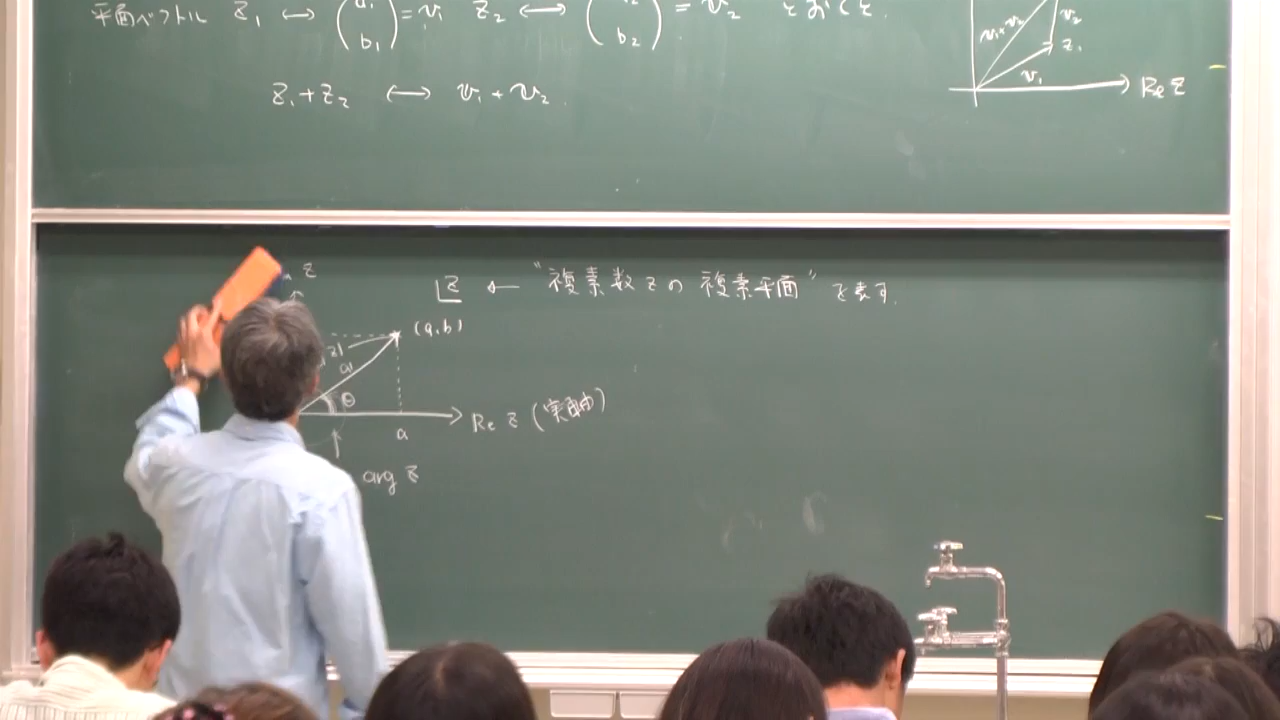 平面ベクトル z₁ ⟷ (a₁ b₁) = v₁ z₂ ⟷ (a₂ b₂) = v₂ とおくと.
z₁+z₂ ⟷ v₁+v₂.
v₁+v₂
v₂
z₁
v₁
Re z
z
z ← “複素数zの 複素平面” を表す.
(a,b)
|z|
θ
Re z (実軸)
a
arg z